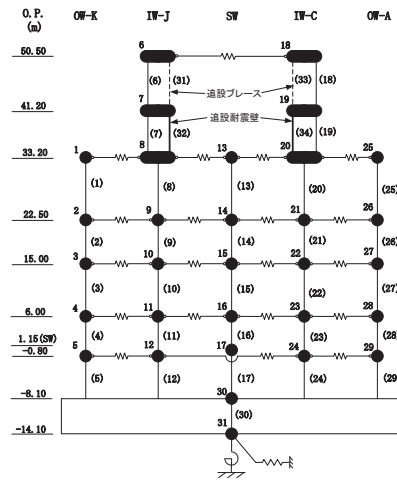 O.P. OW-K IW-J SW IW-C OW-A
(m)
6 18
50.50
(6) (31) (33) (18)
追設ブレース
7 19
41.20
追設耐震壁
(7) (32) (34) (19)
1 8 13 20 25
33.20
(1) (8) (13) (20) (25)
2 9 14 21 26
22.50
(2) (9) (14) (21) (26)
3 10 15 22 27
15.00
(3) (10) (15) (22) (27)
4 11 16 23 28
6.00
(4) (11) (16) (23) (28)
1.15(SW)
5 12 17 24 29
-0.80
(5) (12) (17) (24) (29
-8.10 30
(30)
31
-14.10